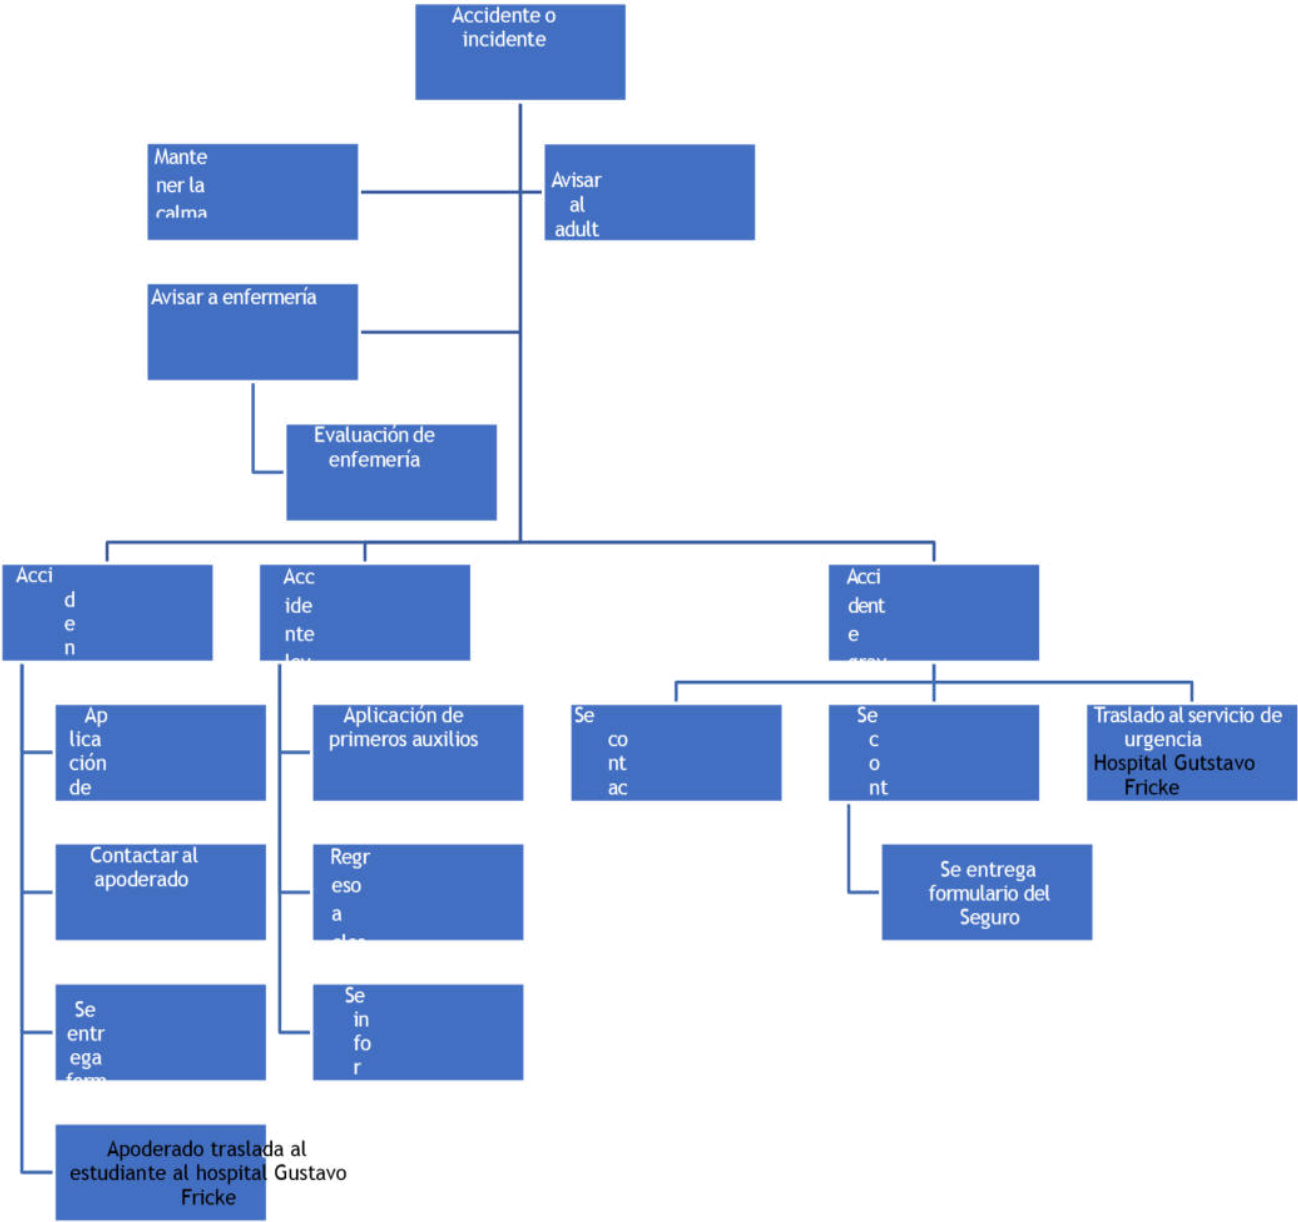 Accidente o
incidente
Mante
ner la
calma
Avisar
al
adult
Avisar a enfermería
Evaluación de
enfemería
Acci
d
e
n
Acc
ide
nte
Acci
dent
e
Ap
lica
ción
de
Aplicación de
primeros auxilios
Se
co
nt
ac
Se
c
o
nt
Traslado al servicio de
urgencia
Hospital Gutstavo
Fricke
Contactar al
apoderado
Regr
eso
a
Se entrega
formulario del
Seguro
Se
entr
ega
form
Se
in
fo
r
Apoderado traslada al
estudiante al hospital Gustavo
Fricke